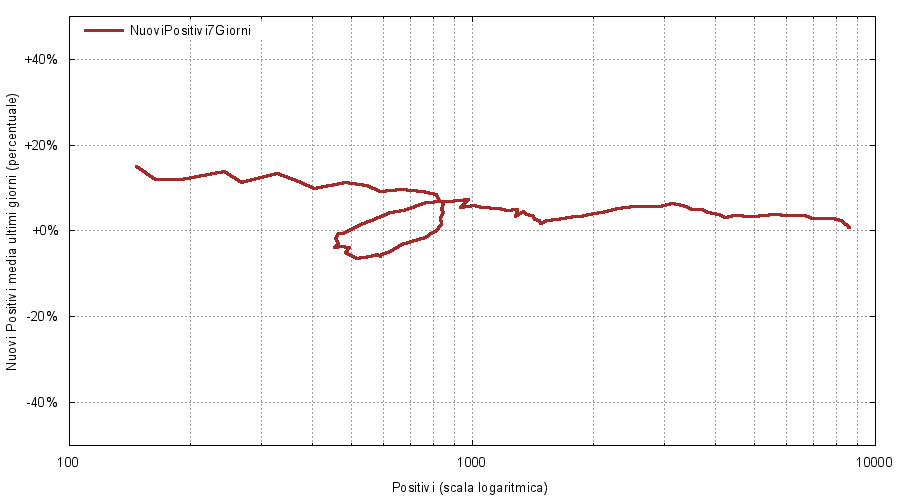 NuoviPositivi7Giorni
+40%
+20%
+0%
-20%
-40%
Nuovi Positivi media ultimi giorni (percentuale)
100 1000 10000
Positivi (scala logaritmica)